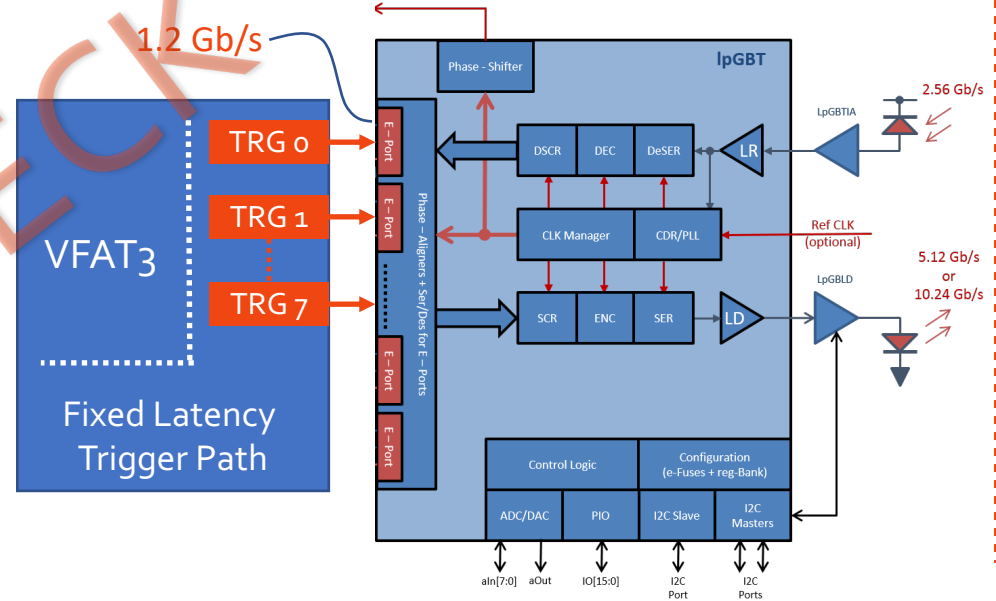 1.2 Gb/s
ECK
Phase - Shifter
lpGBT
2.56 Gb/s
LpGBTIA
TRG 0
E – Port
DSCR
DEC
DeSER
LR
TRG 1
E – Port
VFAT3
CLK Manager
CDR/PLL
Ref CLK
(optional)
Phase – Aligners + Ser/Des for E – Ports
5.12 Gb/s
or
10.24 Gb/s
LpGBLD
TRG 7
SCR
ENC
SER
LD
E – Port
E – Port
Fixed Latency
Trigger Path
Control Logic
Configuration
(e-Fuses + reg-Bank)
ADC/DAC
PIO
I2C Slave
I2C
Masters
aIn[7:0]
aOut
IO[15:0]
I2C
Port
I2C
Ports